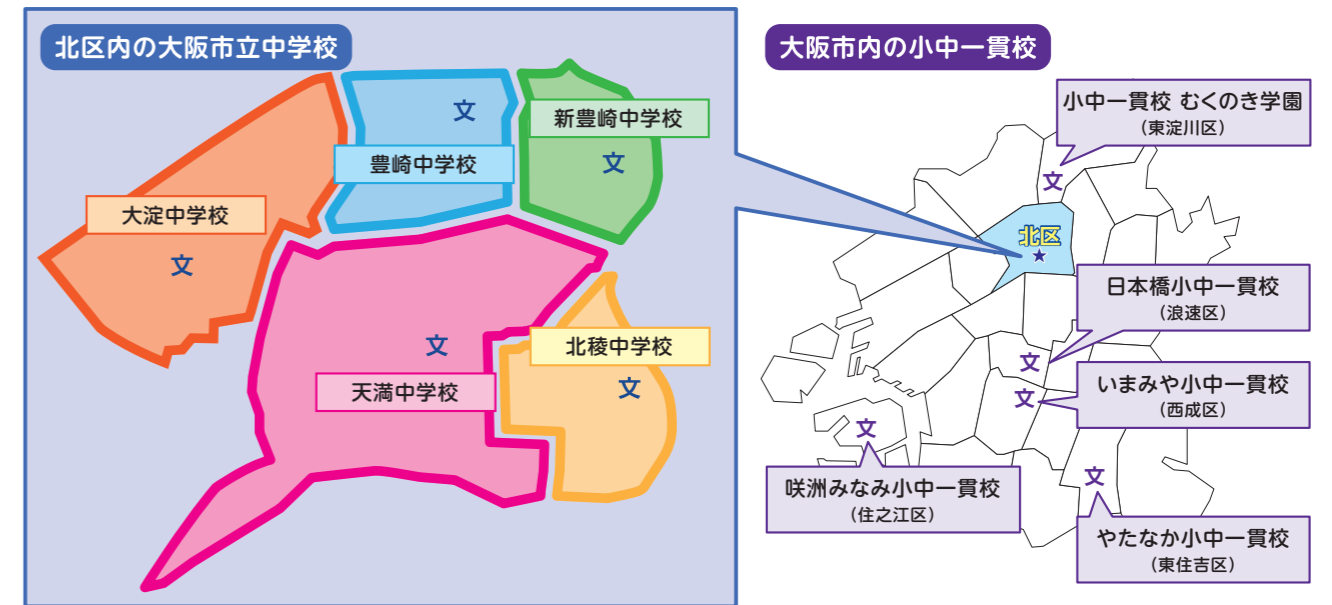 北区内の大阪市立中学校
文
新豊崎中学校
豊崎中学校
文
大淀中学校
文
文
北稜中学校
天満中学校
文
大阪市内の小中一貫校
小中一貫校 むくのき学園
(東淀川区)
文
北区
★
日本橋小中一貫校
(浪速区)
文
いまみや小中一貫校
(西成区)
文
文
咲洲みなみ小中一貫校
(住之江区)
文
やたなか小中一貫校
(東住吉区)